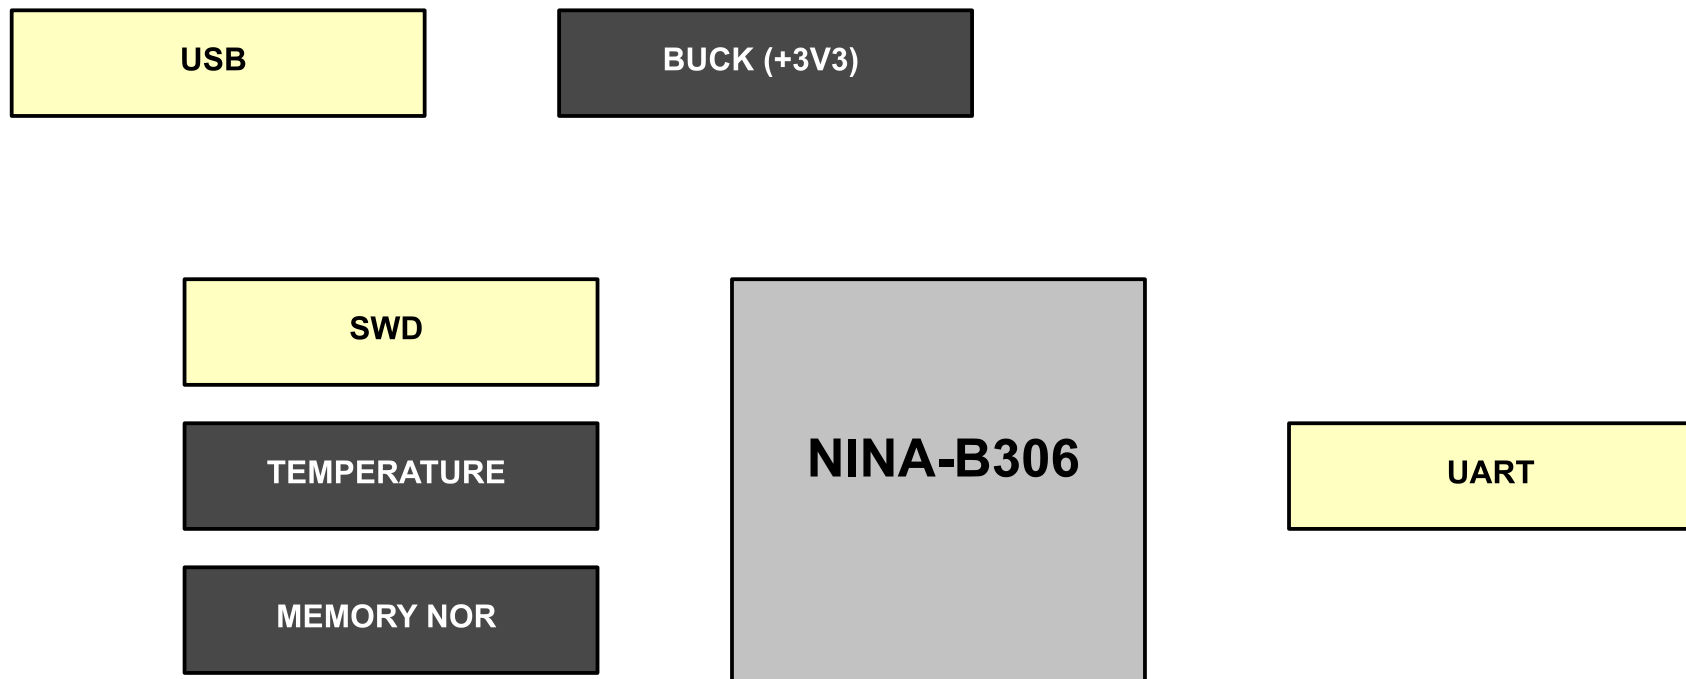 USB
BUCK (+3V3)
SWD
TEMPERATURE
MEMORY NOR
NINA-B306
UART